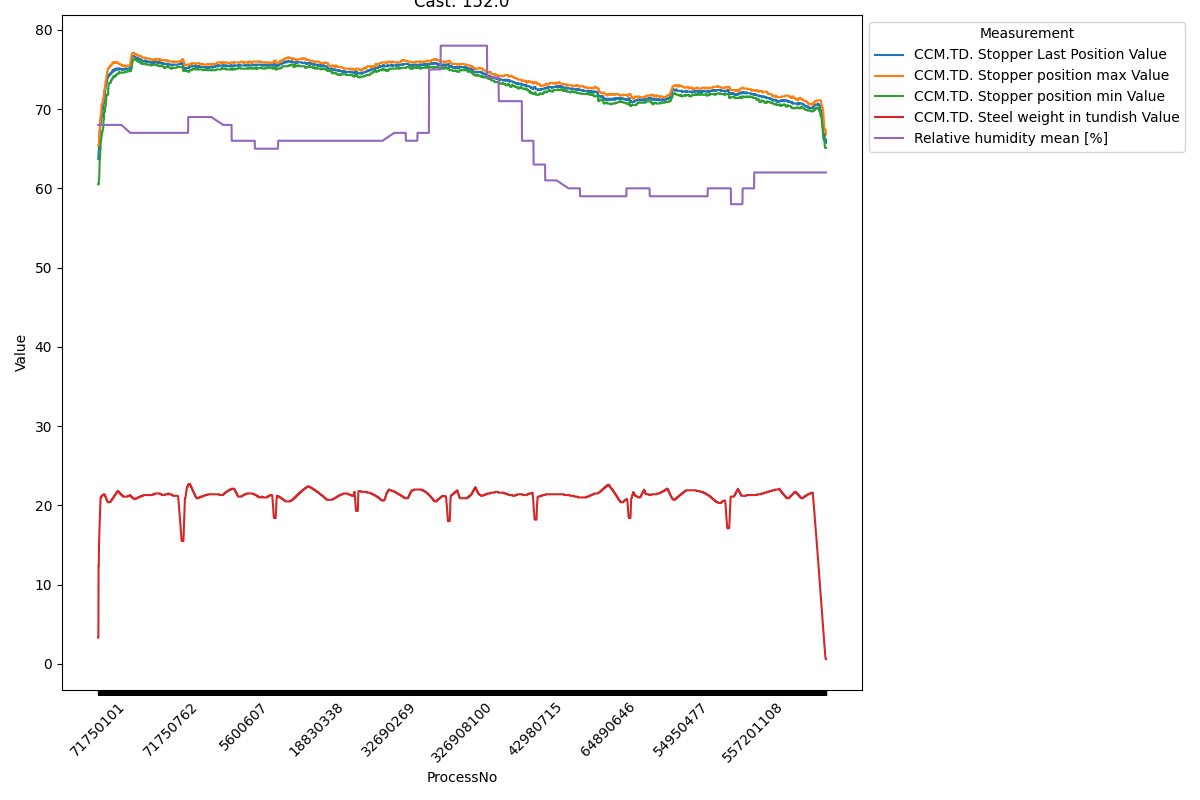 Cast: 152.0
Measurement
CCM.TD. Stopper Last Position Value
CCM.TD. Stopper position max Value
CCM.TD. Stopper position min Value
CCM.TD. Steel weight in tundish Value
Relative humidity mean [%]
Value
80
70
60
50
40
30
20
10
0
71750101
71750762
5600607
18830338
32690269
326908100
42980715
64890646
54950477
557201108
ProcessNo